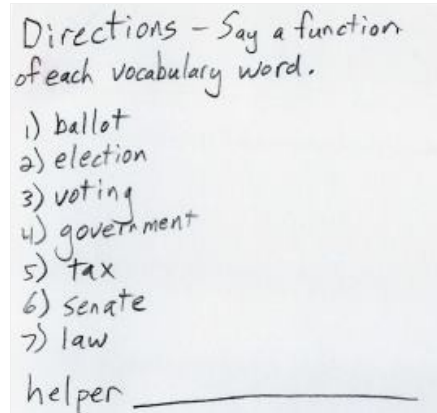 Directions - Say a function
of each vocabulary word.
1) ballot
2) election
3) voting
4) government
5) tax
6) senate
7) law
helper